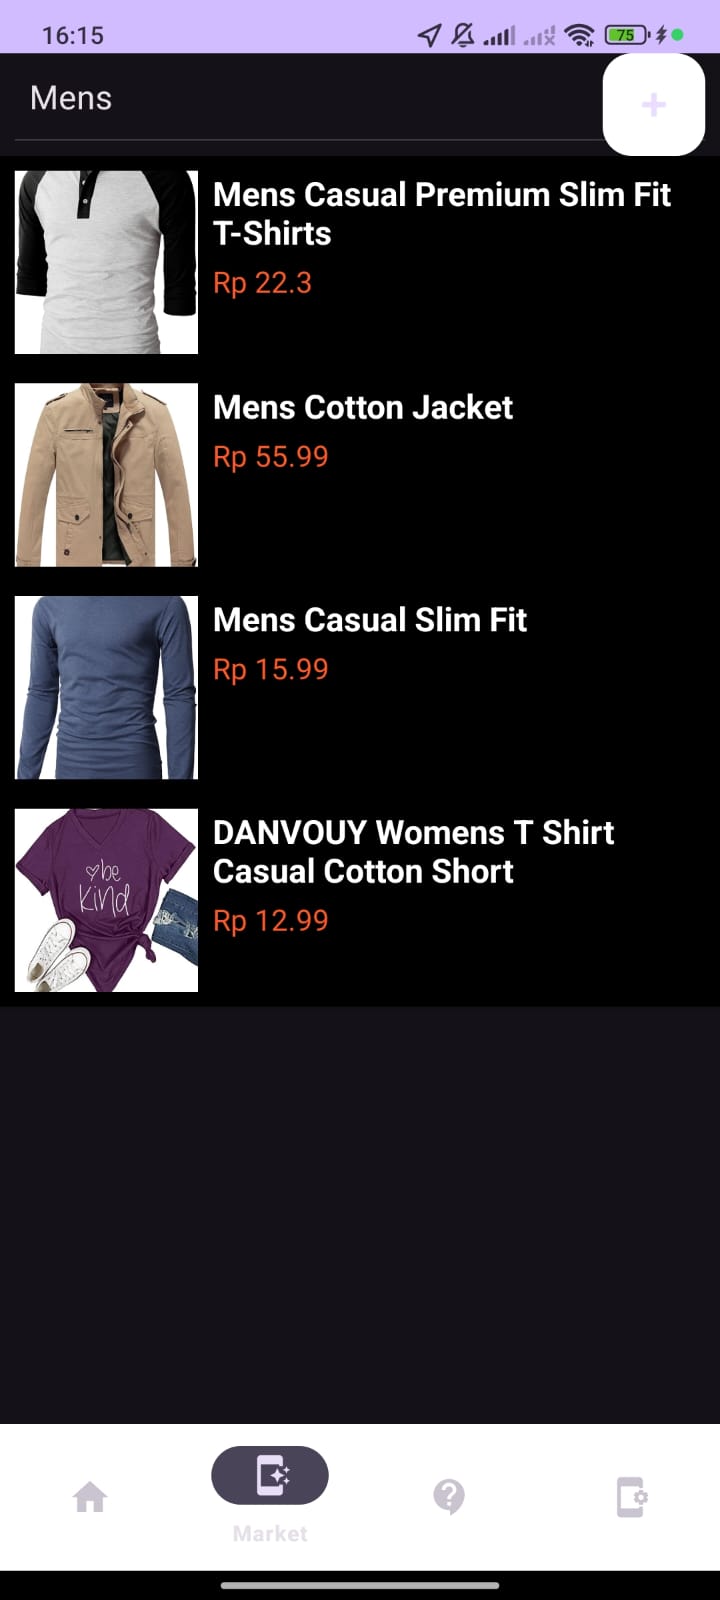 16:15
75
Mens
Mens Casual Premium Slim Fit
T-Shirts
Rp 22.3
Mens Cotton Jacket
Rp 55.99
Mens Casual Slim Fit
Rp 15.99
DANVOUY Womens T Shirt
Casual Cotton Short
Rp 12.99
be
kind
Market